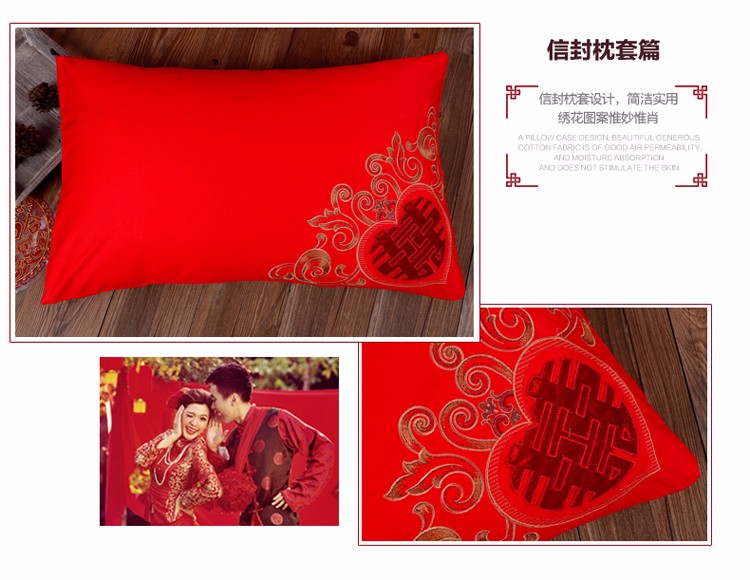 信封枕套篇
信封枕套设计，简洁实用
绣花图案惟妙惟肖
A PILLOW CASE DESIGN, BEAUTIFUL GENEROUS
COTTON FABRIC IS OF GOOD AIR PERMEABILITY
AND MOISTURE ABSORPTION
AND DOES NOT STIMULATE THE SKIN
囍
囍